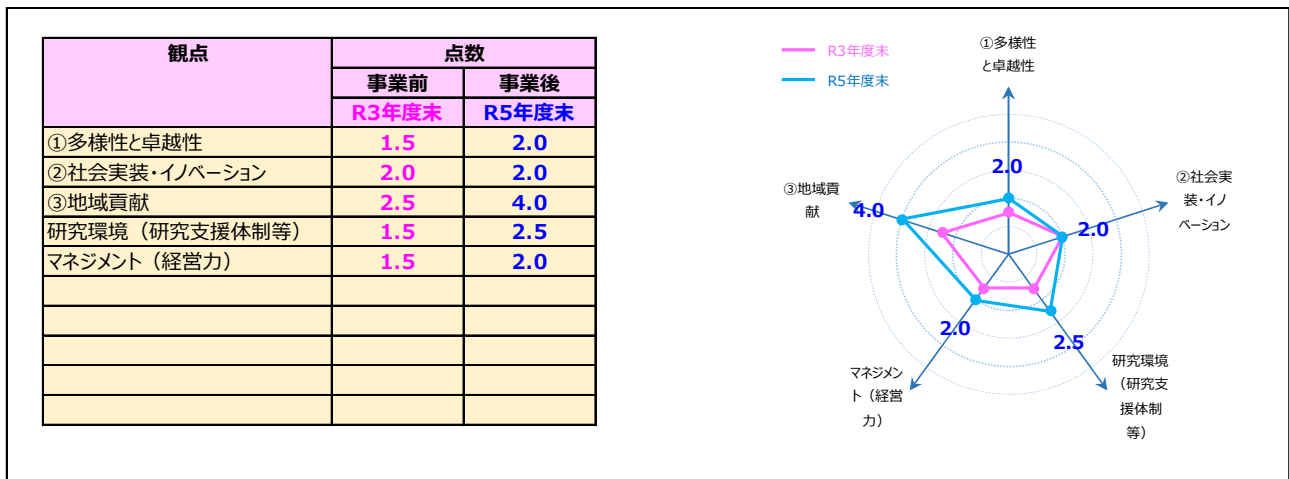 観点
点数
事業前
事業後
R3年度末
R5年度末
①多様性と卓越性
1.5
2.0
②社会実装・イノベーション
2.0
2.0
③地域貢献
2.5
4.0
研究環境（研究支援体制等）
1.5
2.5
マネジメント（経営力）
1.5
2.0
R3年度末
R5年度末
①多様性
と卓越性
2.0
②社会実
装・イノ
ベーション
2.0
研究環境
（研究支
援体制
等）
2.5
マネジメン
ト（経営
力）
2.0
③地域貢
献
4.0